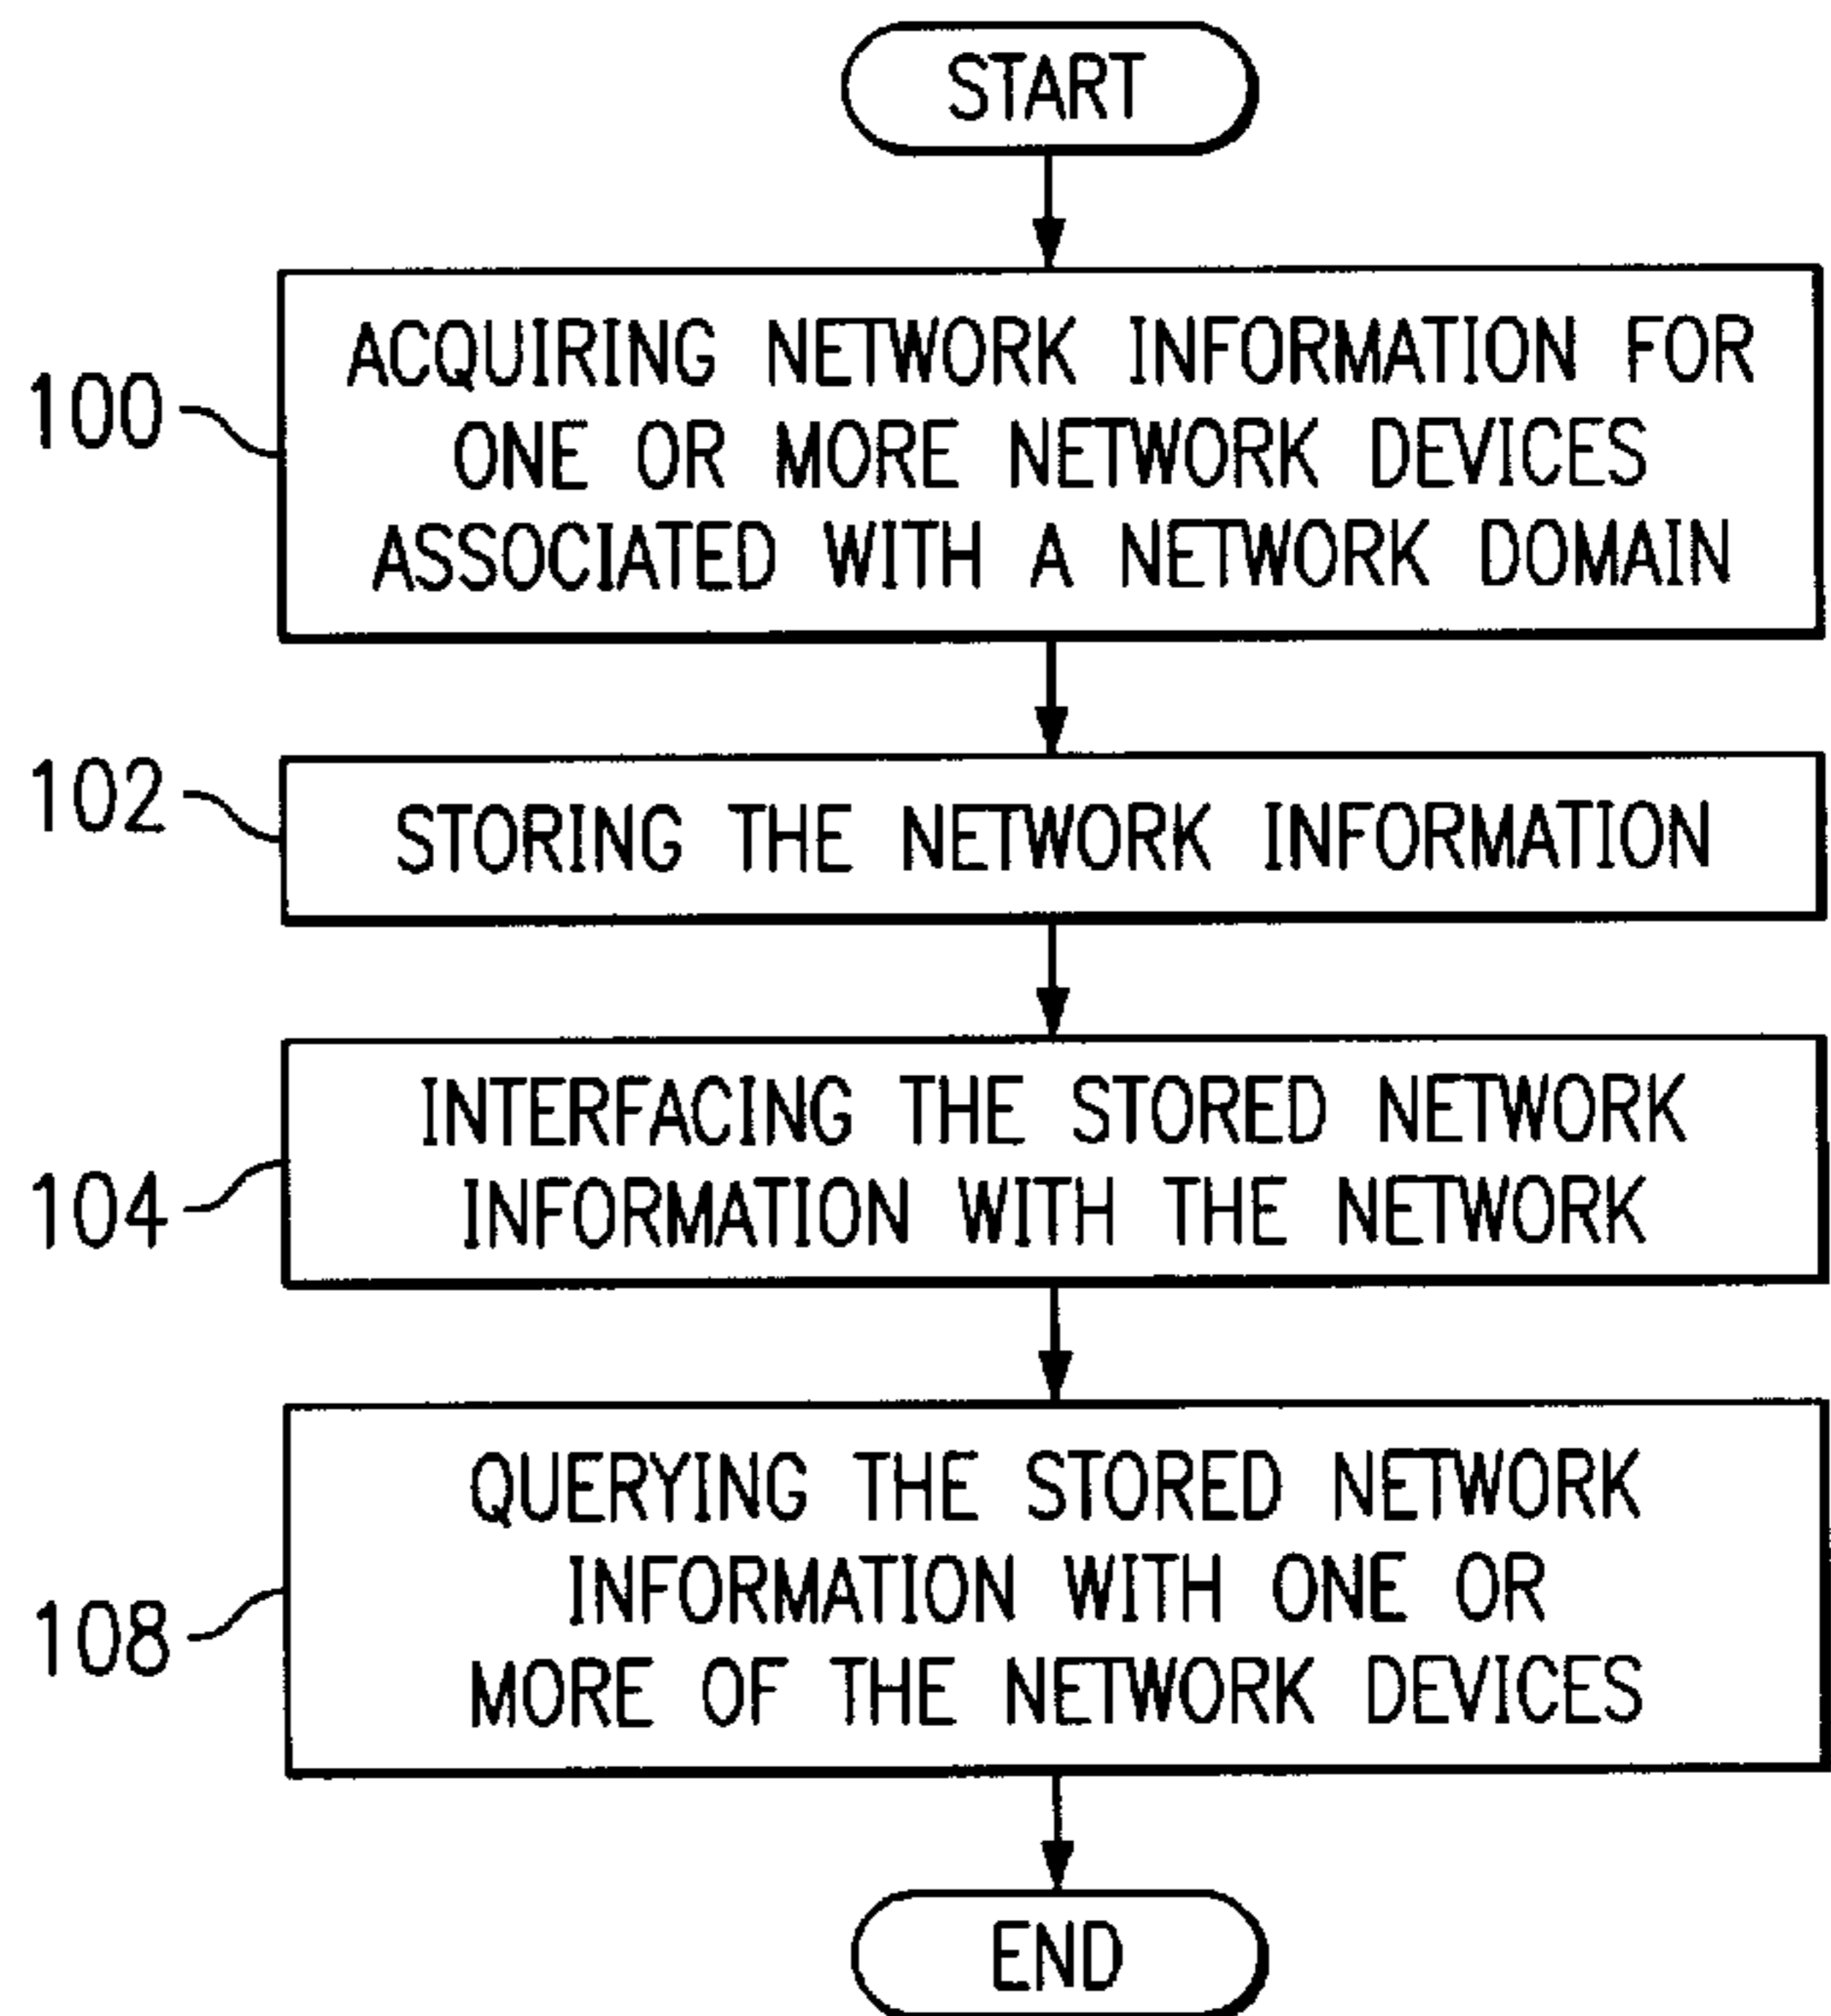 START
100
ACQUIRING NETWORK INFORMATION FOR
ONE OR MORE NETWORK DEVICES
ASSOCIATED WITH A NETWORK DOMAIN
102
STORING THE NETWORK INFORMATION
104
INTERFACING THE STORED NETWORK
INFORMATION WITH THE NETWORK
108
QUERYING THE STORED NETWORK
INFORMATION WITH ONE OR
MORE OF THE NETWORK DEVICES
END